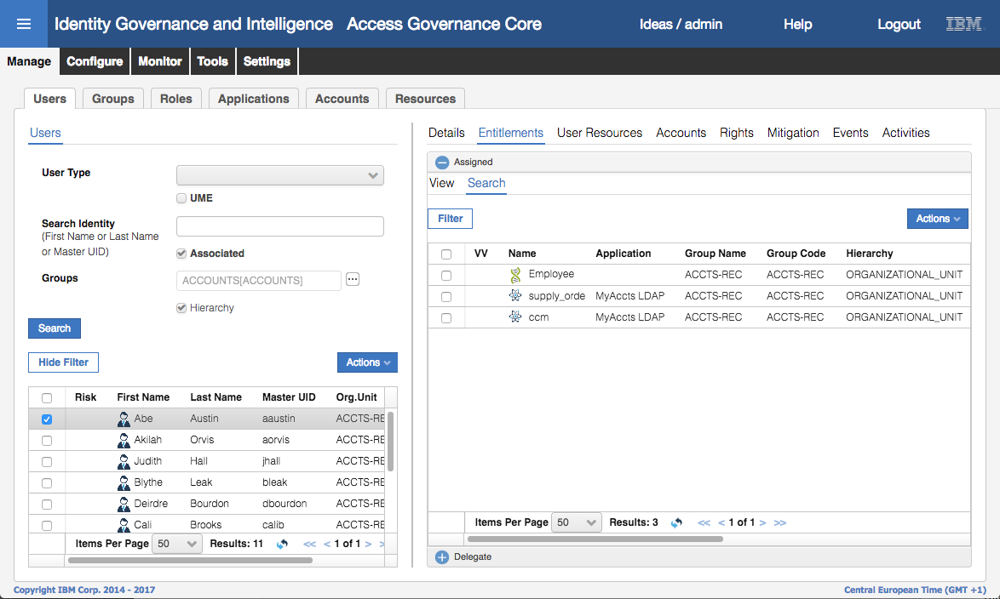 Identity Governance and Intelligence Access Governance Core Ideas / admin Help Logout IBM
Manage Configure Monitor Tools Settings
Users Groups Roles Applications Accounts Resources
Users
User Type
UME
Search Identity
(First Name or Last Name
or Master UID)
Associated
Groups ACCOUNTS[ACCOUNTS] ...
Hierarchy
Search
Hide Filter Actions
Risk First Name Last Name Master UID Org.Unit
Abe Austin aaustin ACCTS-RE
Akilah Orvis aorvis ACCTS-RE
Judith Hall jhall ACCTS-RE
Blythe Leak bleak ACCTS-RE
Deirdre Bourdon dbourdon ACCTS-RE
Cali Brooks calib ACCTS-RE
Items Per Page 50 Results: 11 << < 1 of 1 > >
Details Entitlements User Resources Accounts Rights Mitigation Events Activities
Assigned
View Search
Filter Actions
VV Name Application Group Name Group Code Hierarchy
Employee ACCTS-REC ACCTS-REC ORGANIZATIONAL_UNIT
supply_orde MyAccts LDAP ACCTS-REC ACCTS-REC ORGANIZATIONAL_UNIT
ccm MyAccts LDAP ACCTS-REC ACCTS-REC ORGANIZATIONAL_UNIT
Items Per Page 50 Results: 3 << < 1 of 1 > >>
Delegate
Copyright IBM Corp. 2014 - 2017 Central European Time (GMT +1)